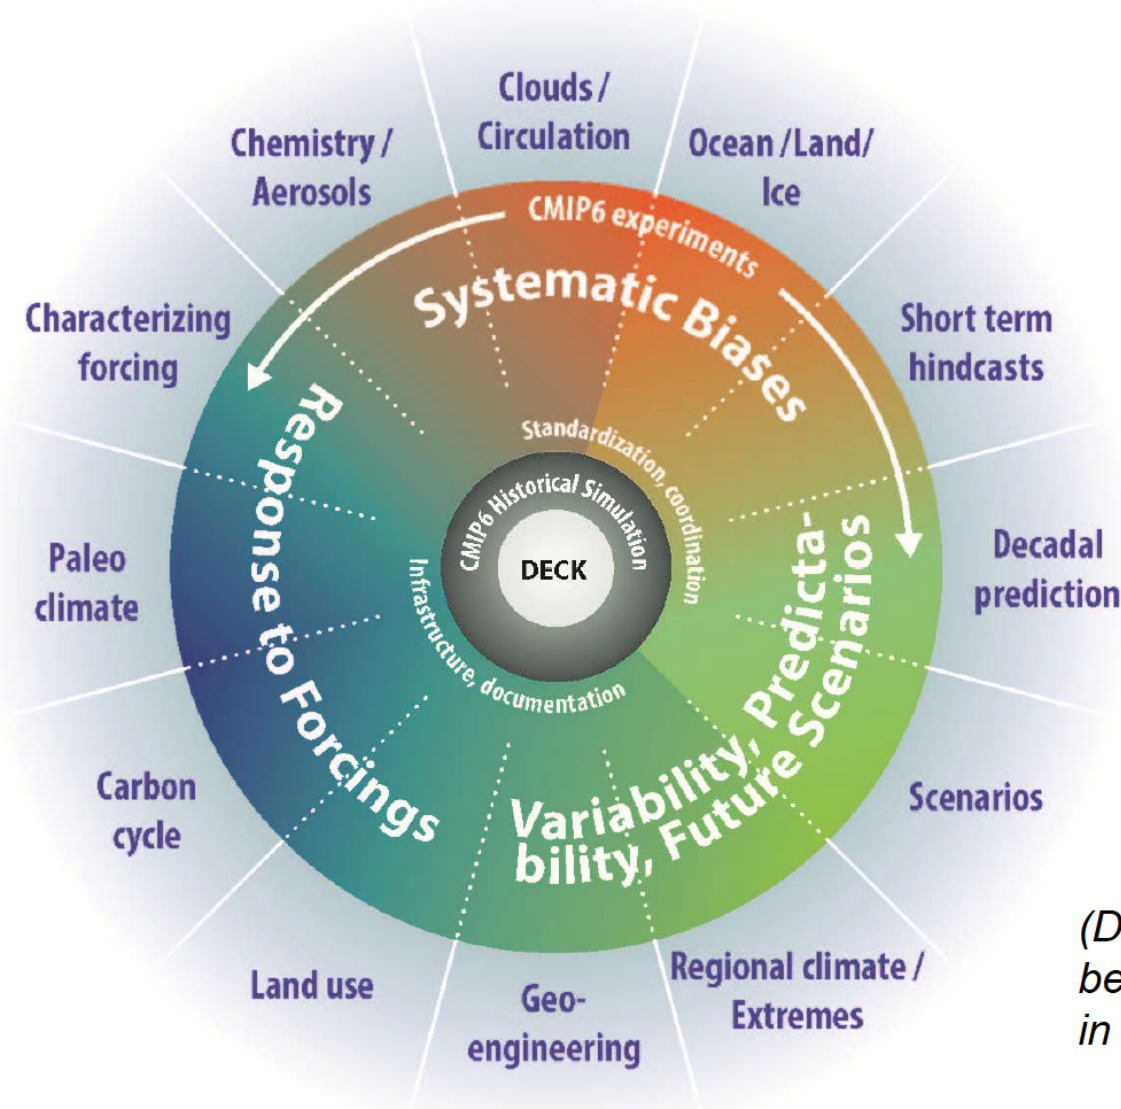 Clouds /
Circulation
Ocean /Land/
Ice
Short term
hindcasts
Decadal
prediction
Scenarios
Regional climate /
Extremes
Geo-
engineering
Land use
Carbon
cycle
Paleo
climate
Characterizing
forcing
Chemistry /
Aerosols
CMIP6 experiments
Systematic Biases
Variability, Predicta-
bility, Future Scenarios
Response to Forcings
Standardization, coordination
Infrastructure, documentation
CMIP6 Historical Simulation
DECK
(D
be
in